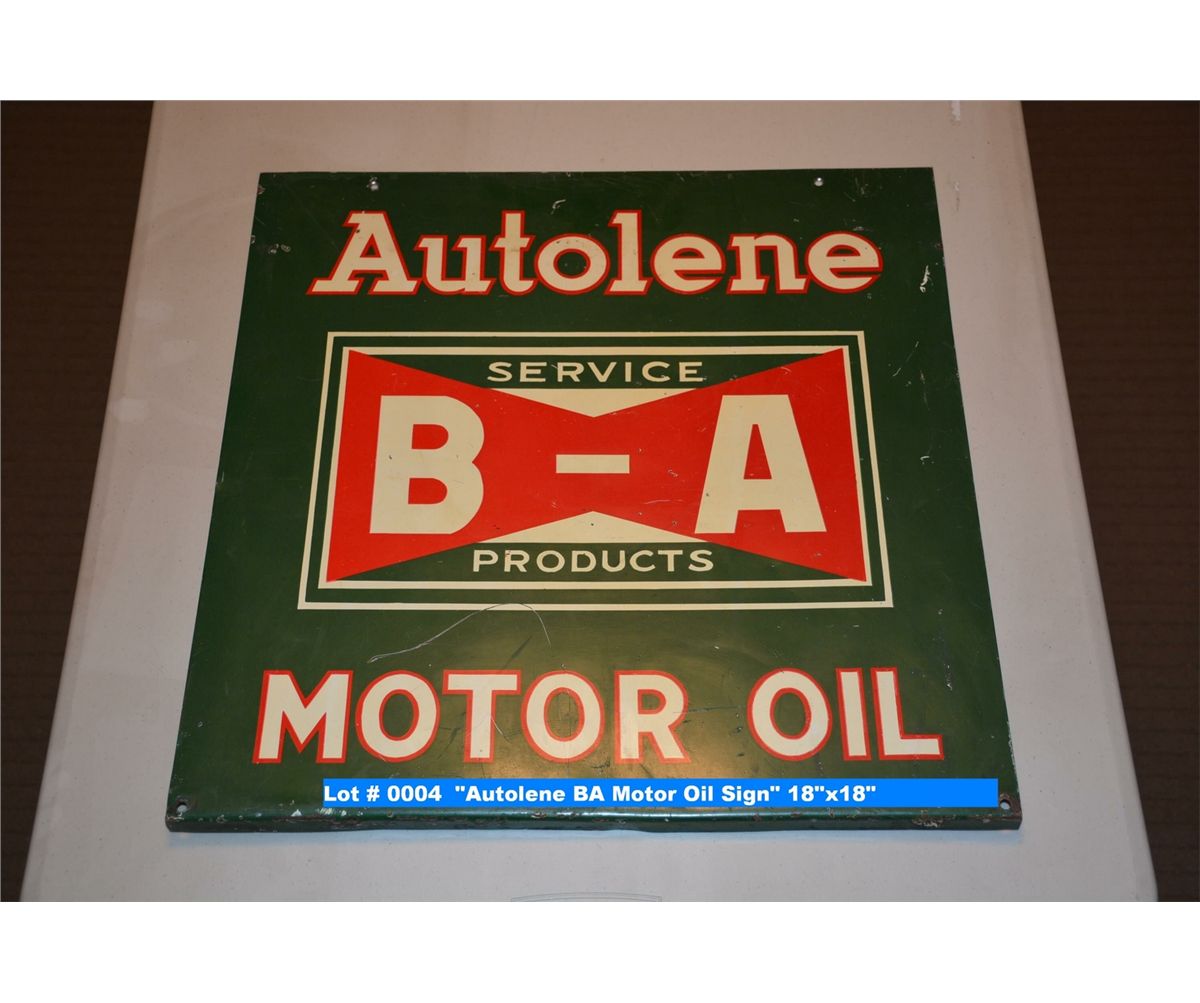 Autolene
SERVICE
B-A
PRODUCTS
MOTOR OIL
Lot # 0004 "Autolene BA Motor Oil Sign" 18"x18"